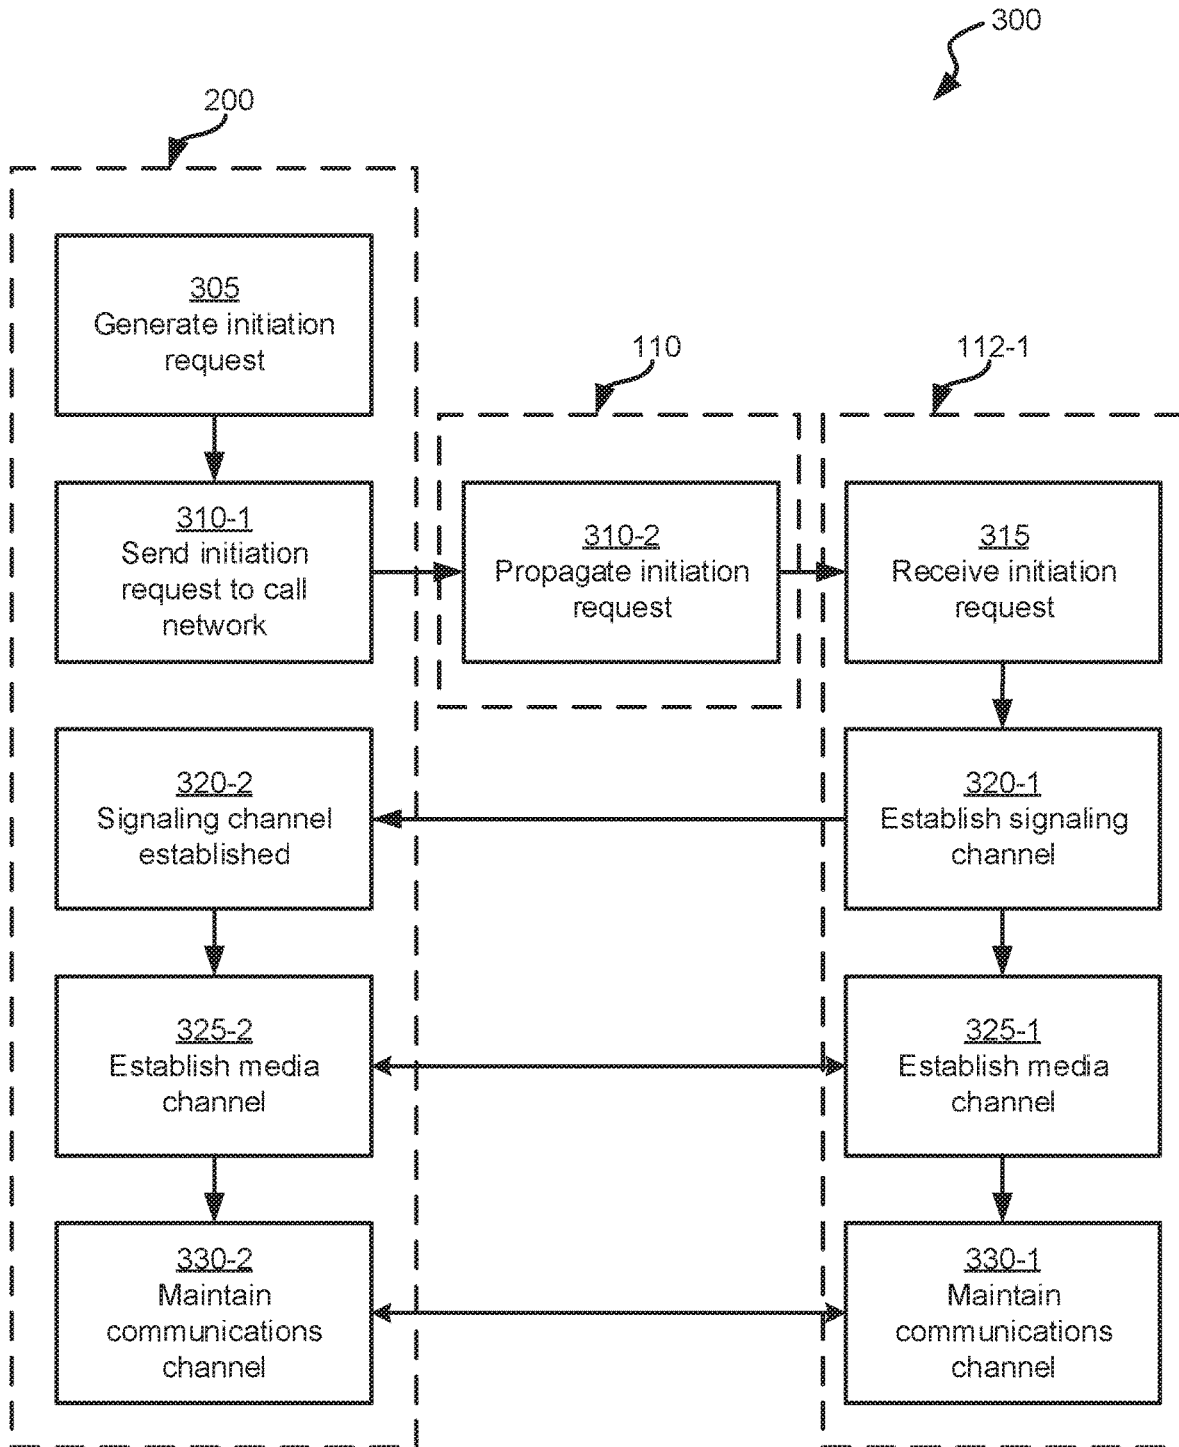 300
200
305
Generate initiation
request
110
112-1
310-1
Send initiation
request to call
network
310-2
Propagate initiation
request
315
Receive initiation
request
320-2
Signaling channel
established
320-1
Establish signaling
channel
325-2
Establish media
channel
325-1
Establish media
channel
330-2
Maintain
communications
channel
330-1
Maintain
communications
channel